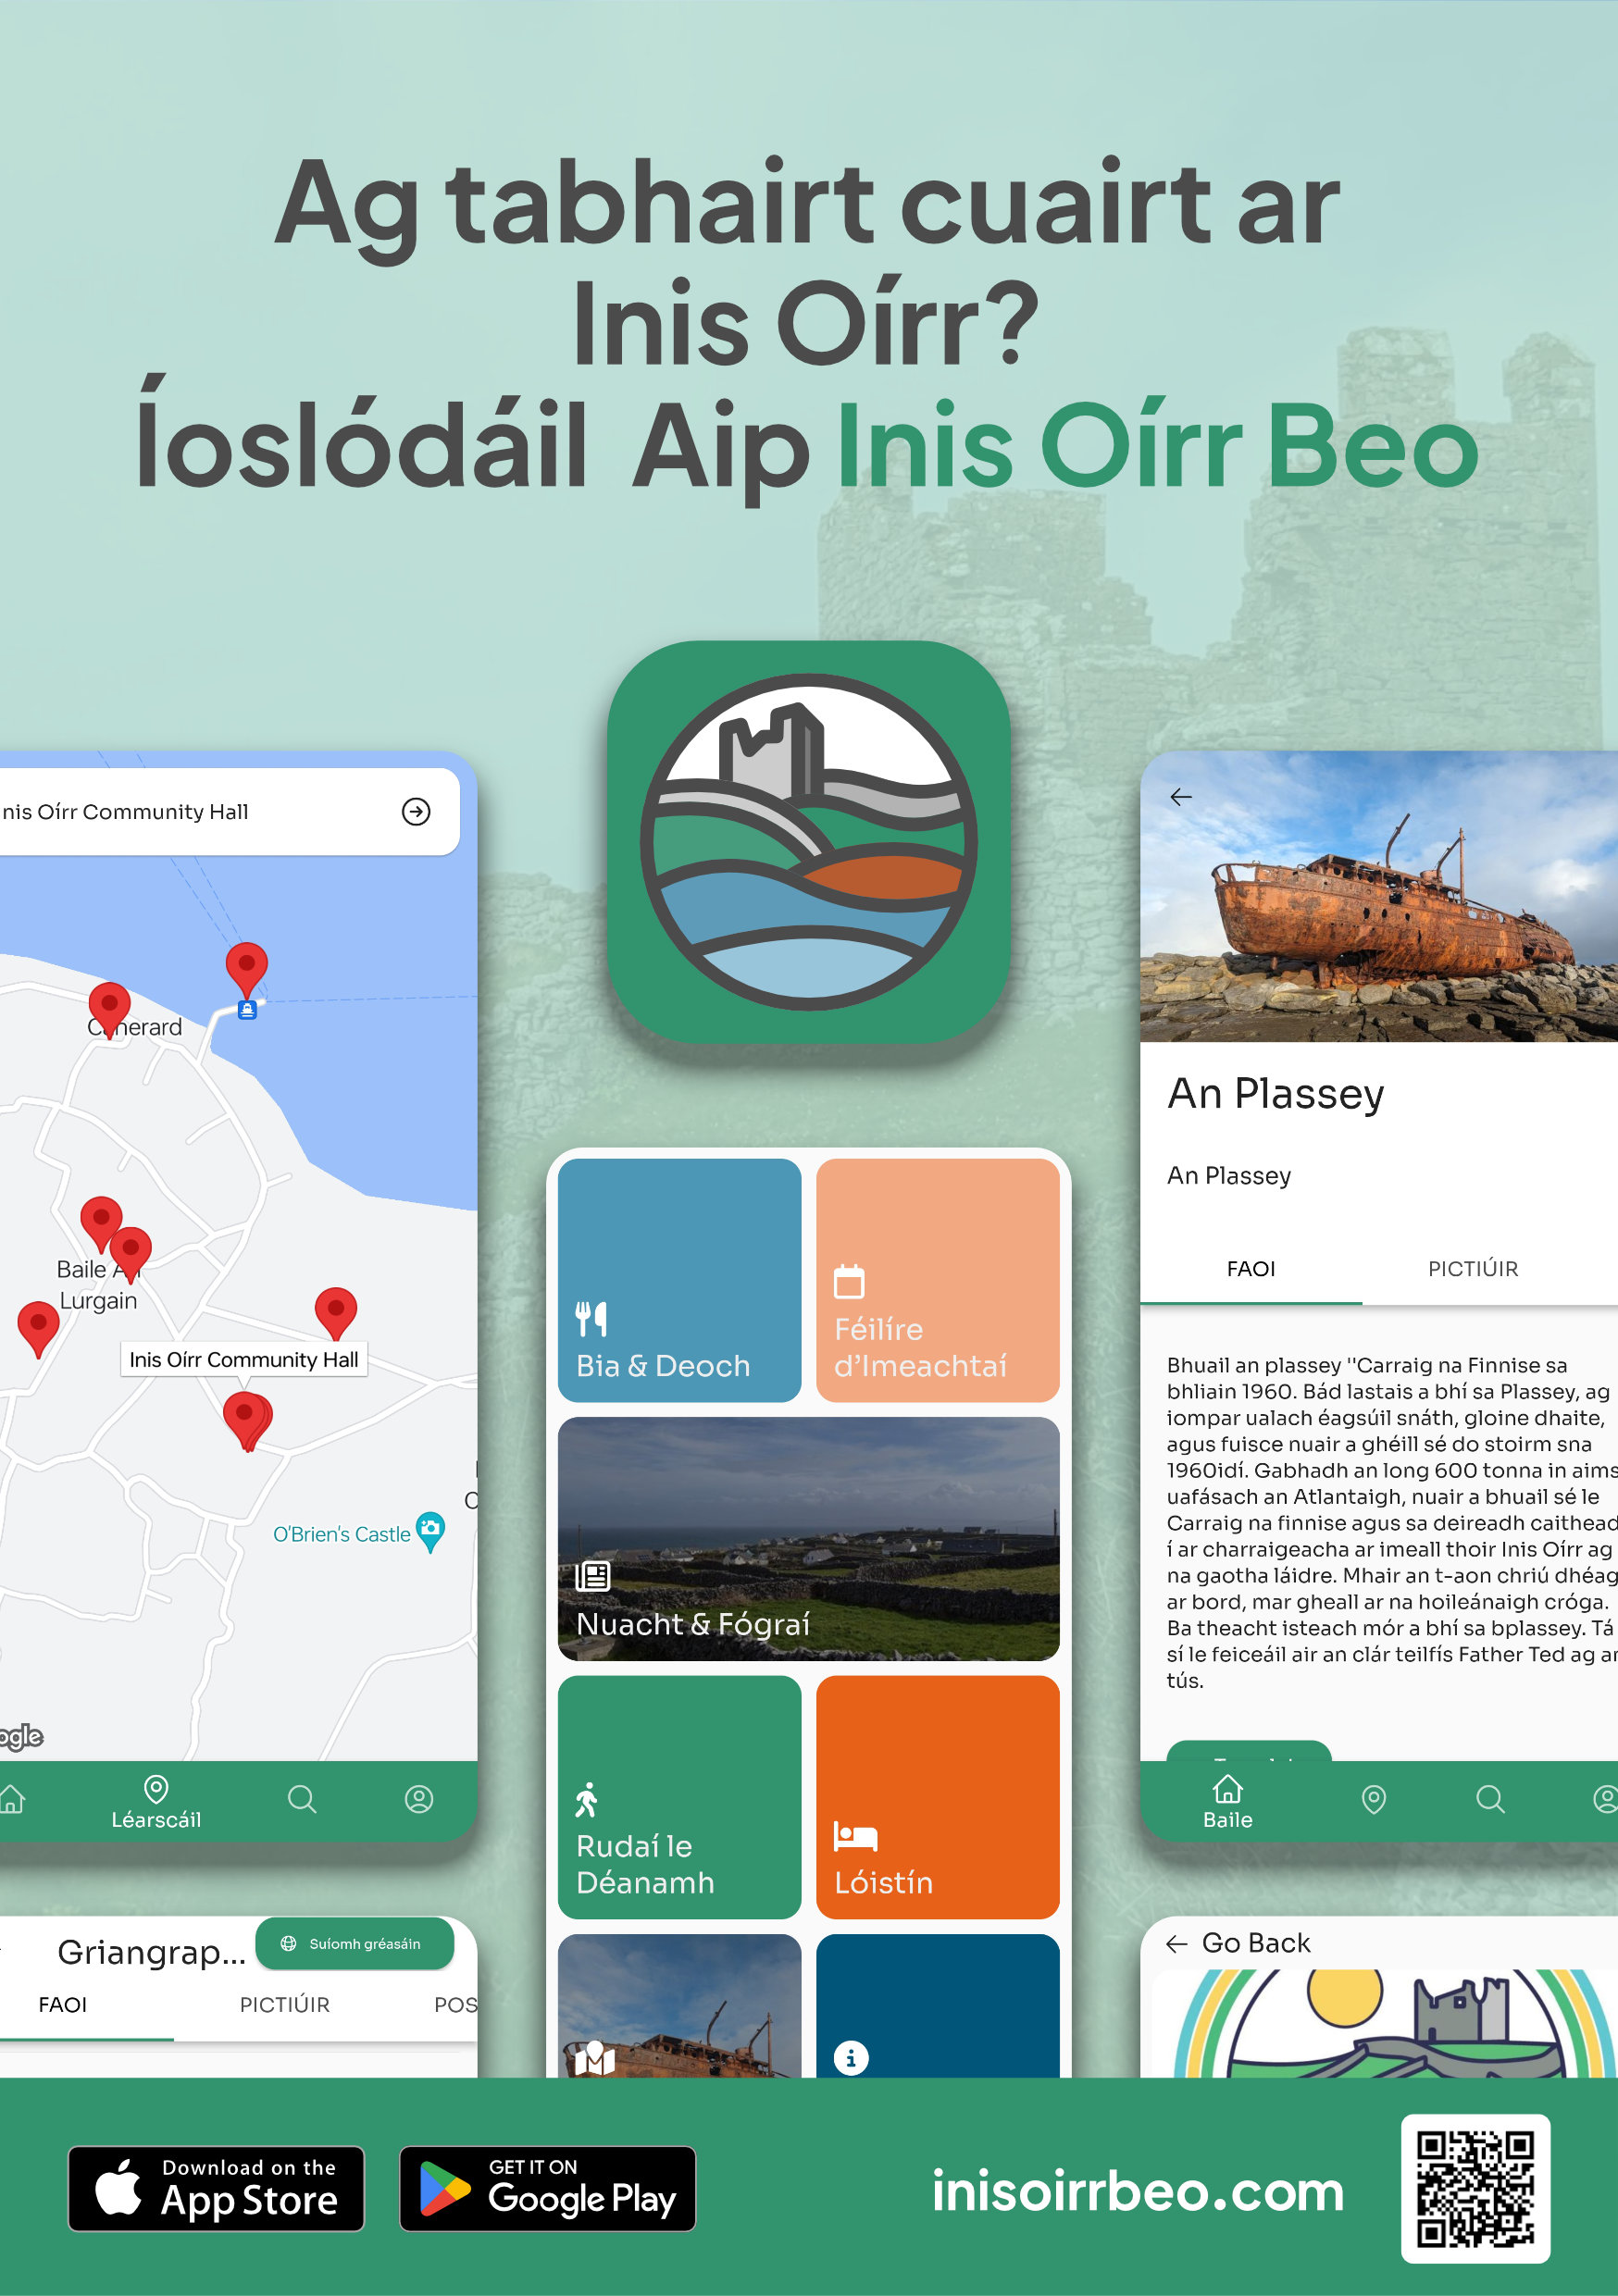 Ag tabhairt cuairt ar
Inis Oírr?
Íoslódáil Aip Inis Oírr Beo
nis Oírr Community Hall
Baile An
Lurgain
Inis Oírr Community Hall
O'Brien's Castle
ogle
Léarscáil
Griangrap...
Suíomh gréasáin
FAOI
PICTIÚIR
POS
Bia & Deoch
Féilíre
d'Imeachtaí
Nuacht & Fógraí
Rudaí le
Déanamh
Lóistín
An Plassey
An Plassey
FAOI
PICTIÚIR
Bhuail an plassey "Carraig na Finnise sa
bhliain 1960. Bád lastais a bhí sa Plassey, ag
iompar ualach éagsúil snáth, gloine dhaite,
agus fuisce nuair a ghéill sé do stoirm sna
1960idí. Gabhadh an long 600 tonna in aims
uafásach an Atlantaigh, nuair a bhuail sé le
Carraig na finnise agus sa deireadh caithead
í ar charraigeacha ar imeall thoir Inis Oírr ag
na gaotha láidre. Mhair an t-aon chriú dhéag
ar bord, mar gheall ar na hoileánaigh cróga.
Ba theacht isteach mór a bhí sa bplassey. Tá
sí le feiceáil air an clár teilfís Father Ted ag ar
tús.
Baile
Go Back
Download on the
App Store
GET IT ON
Google Play
inisoirrbeo.com